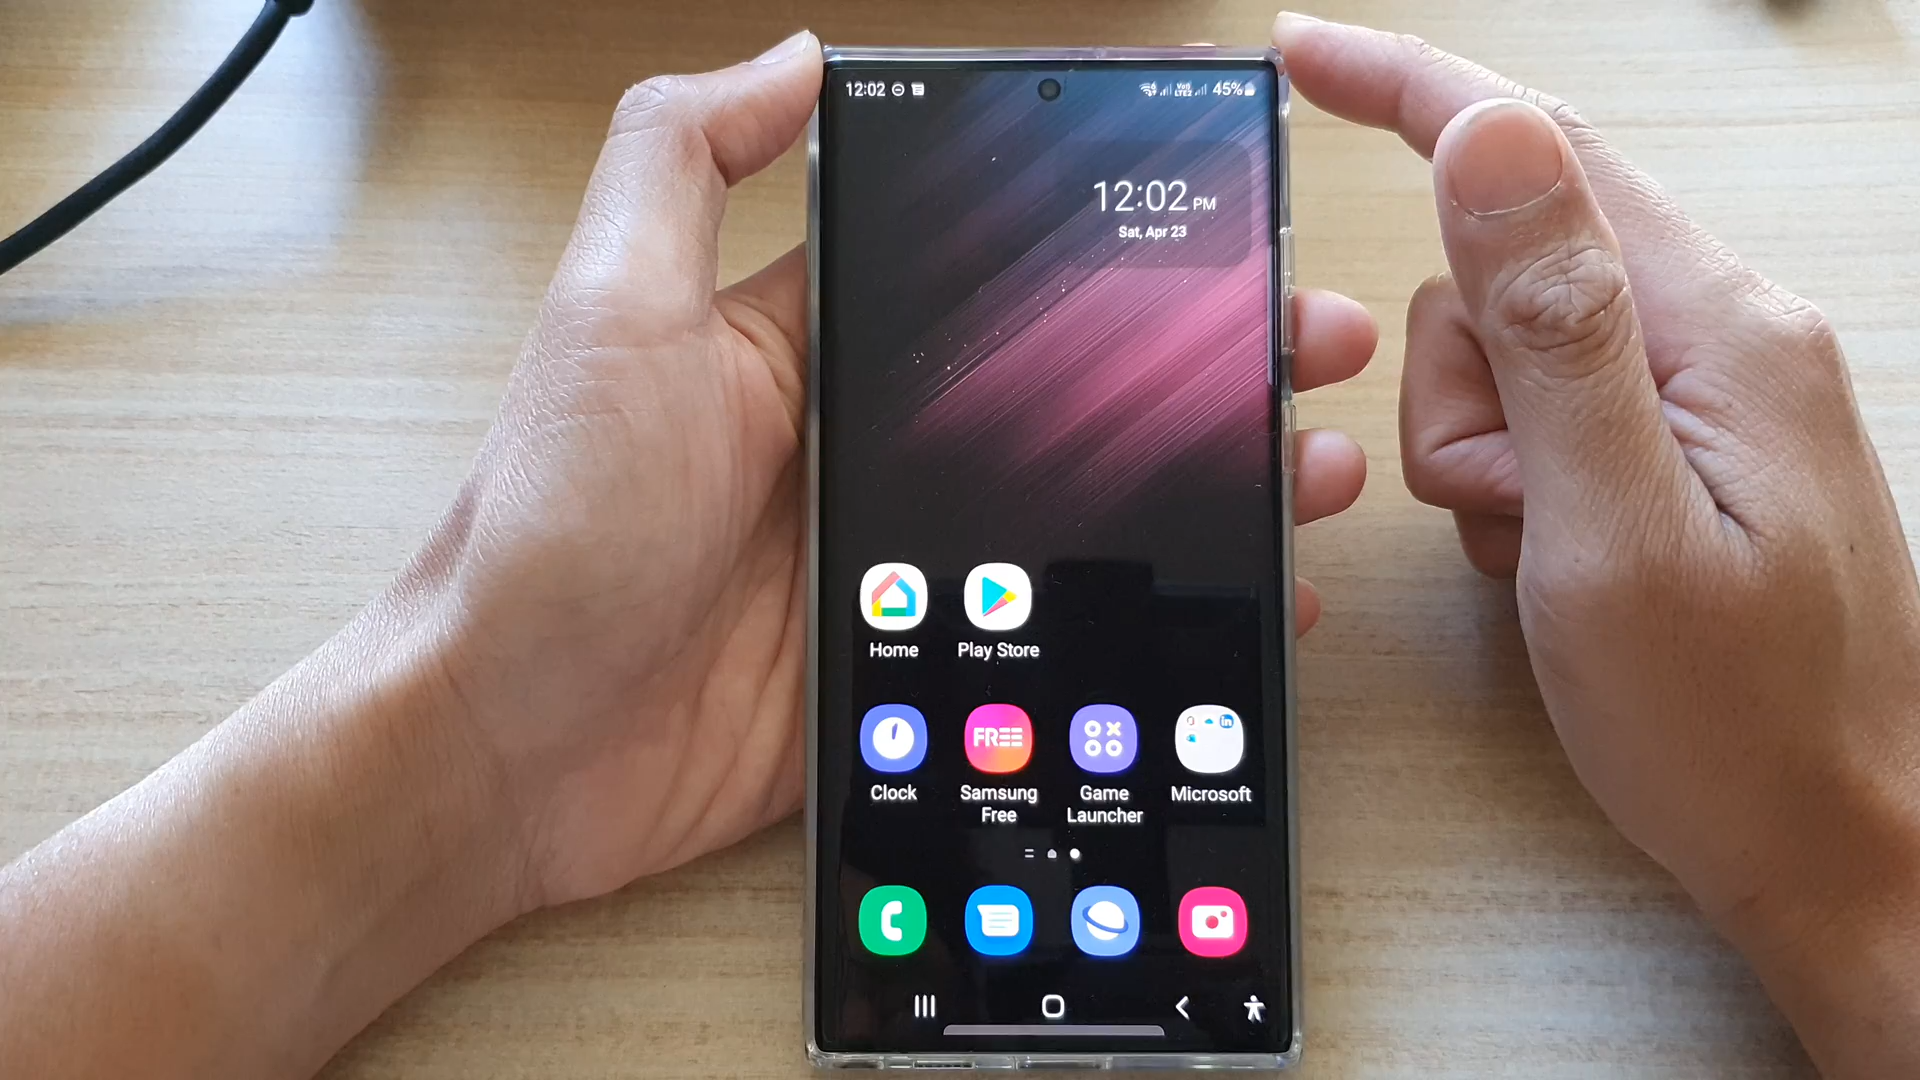 12:02
45%
12:02 PM
Sat, Apr 23
Home
Play Store
FREE
in
Clock
Samsung
Free
Game
Launcher
Microsoft